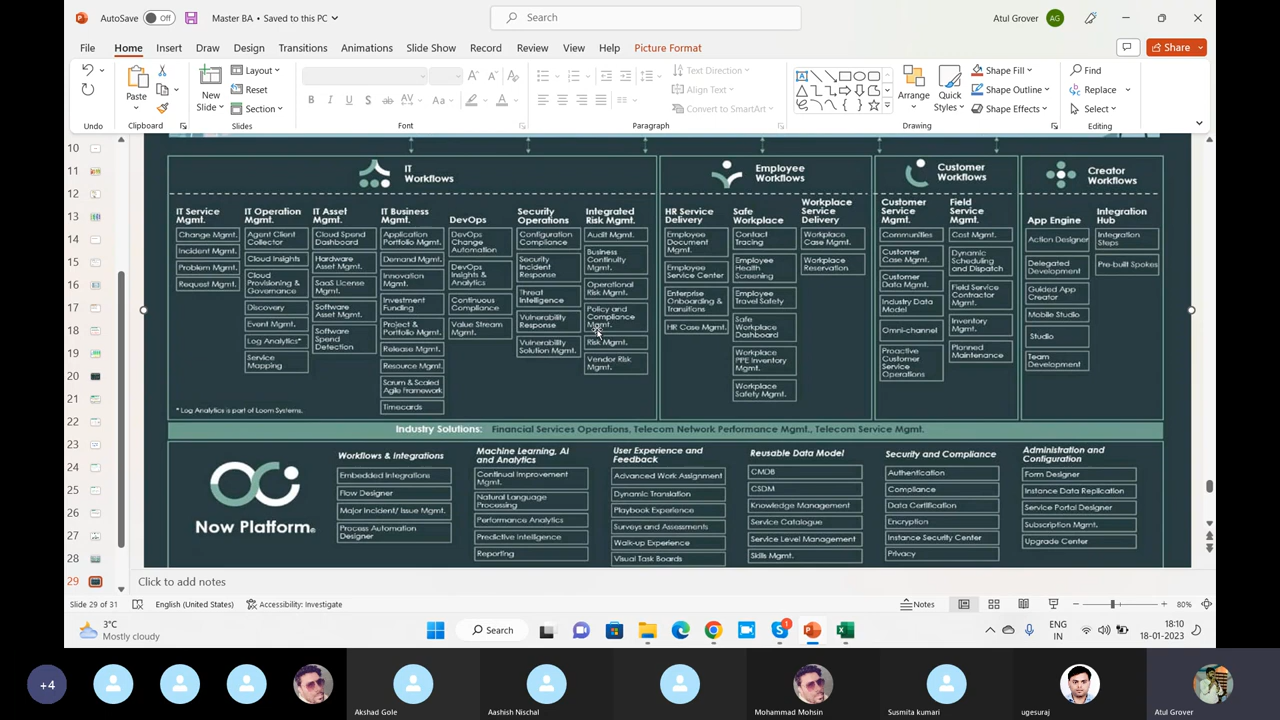 AutoSave Off Master BA • Saved to this PC Search Atul Grover AG
File Home Insert Draw Design Transitions Animations Slide Show Record Review View Help Picture Format Share
Paste
New
Slide
Layout
Reset
Section
Text Direction
Align Text
Convert to SmartArt
Arrange
Quick
Styles
Shape Fill
Shape Outline
Shape Effects
Find
Replace
Select
Undo Clipboard Slides Font Paragraph Drawing Editing
10
11
12
13
14
15
16
17
18
19
20
21
22
23
24
25
26
27
28
29
IT
Workflows
IT Service
Mgmt.
Change Mgmt.
Incident Mgmt.
Problem Mgmt.
Request Mgmt.
IT Operation
Mgmt.
Agent Client
Collector
Cloud Insights
Cloud
Provisioning &
Governance
Discovery
Event Mgmt.
Log Analytics*
Service
Mapping
IT Asset
Mgmt.
Cloud Spend
Dashboard
Hardware
Asset Mgmt.
SaaS License
Mgmt.
Software
Asset Mgmt.
Software
Spend
Detection
IT Business
Mgmt.
Application
Portfolio Mgmt.
Demand Mgmt.
Innovation
Mgmt.
Investment
Funding
Project &
Portfolio Mgmt.
Release Mgmt.
Resource Mgmt.
Scrum & Scaled
Agile Framework
Timecards
DevOps
DevOps
Change
Automation
DevOps
Insights &
Analytics
Continuous
Compliance
Value Stream
Mgmt.
Security
Operations
Configuration
Compliance
Security
Incident
Response
Threat
Intelligence
Vulnerability
Response
Vulnerability
Solution Mgmt.
Integrated
Risk Mgmt.
Audit Mgmt.
Business
Continuity
Mgmt.
Operational
Risk Mgmt.
Policy and
Compliance
Mgmt.
Risk Mgmt.
Vendor Risk
Mgmt.
* Log Analytics is part of Loom Systems.
Employee
Workflows
HR Service
Delivery
Employee
Document
Mgmt.
Employee
Service Center
Enterprise
Onboarding &
Transitions
HR Case Mgmt.
Safe
Workplace
Contact
Tracing
Employee
Health
Screening
Employee
Travel Safety
Safe
Workplace
Dashboard
Workplace
PPE Inventory
Mgmt.
Workplace
Safety Mgmt.
Workplace
Service
Delivery
Workplace
Case Mgmt.
Workplace
Reservation
Customer
Workflows
Customer
Service
Mgmt.
Communities
Customer
Case Mgmt.
Customer
Data Mgmt.
Industry Data
Model
Omni-channel
Proactive
Customer
Service
Operations
Field
Service
Mgmt.
Cost Mgmt.
Dynamic
Scheduling
and Dispatch
Field Service
Contractor
Mgmt.
Inventory
Mgmt.
Planned
Maintenance
Creator
Workflows
App Engine
Action Designer
Delegated
Development
Guided App
Creator
Mobile Studio
Studio
Team
Development
Integration
Hub
Integration
Steps
Pre-built Spokes
Industry Solutions: Financial Services Operations, Telecom Network Performance Mgmt., Telecom Service Mgmt.
Now Platform®
Workflows & Integrations
Embedded Integrations
Flow Designer
Major Incident/ Issue Mgmt.
Process Automation
Designer
Machine Learning, AI
and Analytics
Continual Improvement
Mgmt.
Natural Language
Processing
Performance Analytics
Predictive Intelligence
Reporting
User Experience and
Feedback
Advanced Work Assignment
Dynamic Translation
Playbook Experience
Surveys and Assessments
Walk-up Experience
Visual Task Boards
Reusable Data Model
CMDB
CSDM
Knowledge Management
Service Catalogue
Service Level Management
Skills Mgmt.
Security and Compliance
Authentication
Compliance
Data Certification
Encryption
Instance Security Center
Privacy
Administration and
Configuration
Form Designer
Instance Data Replication
Service Portal Designer
Subscription Mgmt.
Upgrade Center
Click to add notes
Slide 29 of 31 English (United States) Accessibility: Investigate Notes 80%
3°C
Mostly cloudy
Search
1
ENG
IN
18:10
18-01-2023
+4 Akshad Gole Aashish Nischal Mohammad Mohsin Susmita kumari ugesuraj Atul Grover